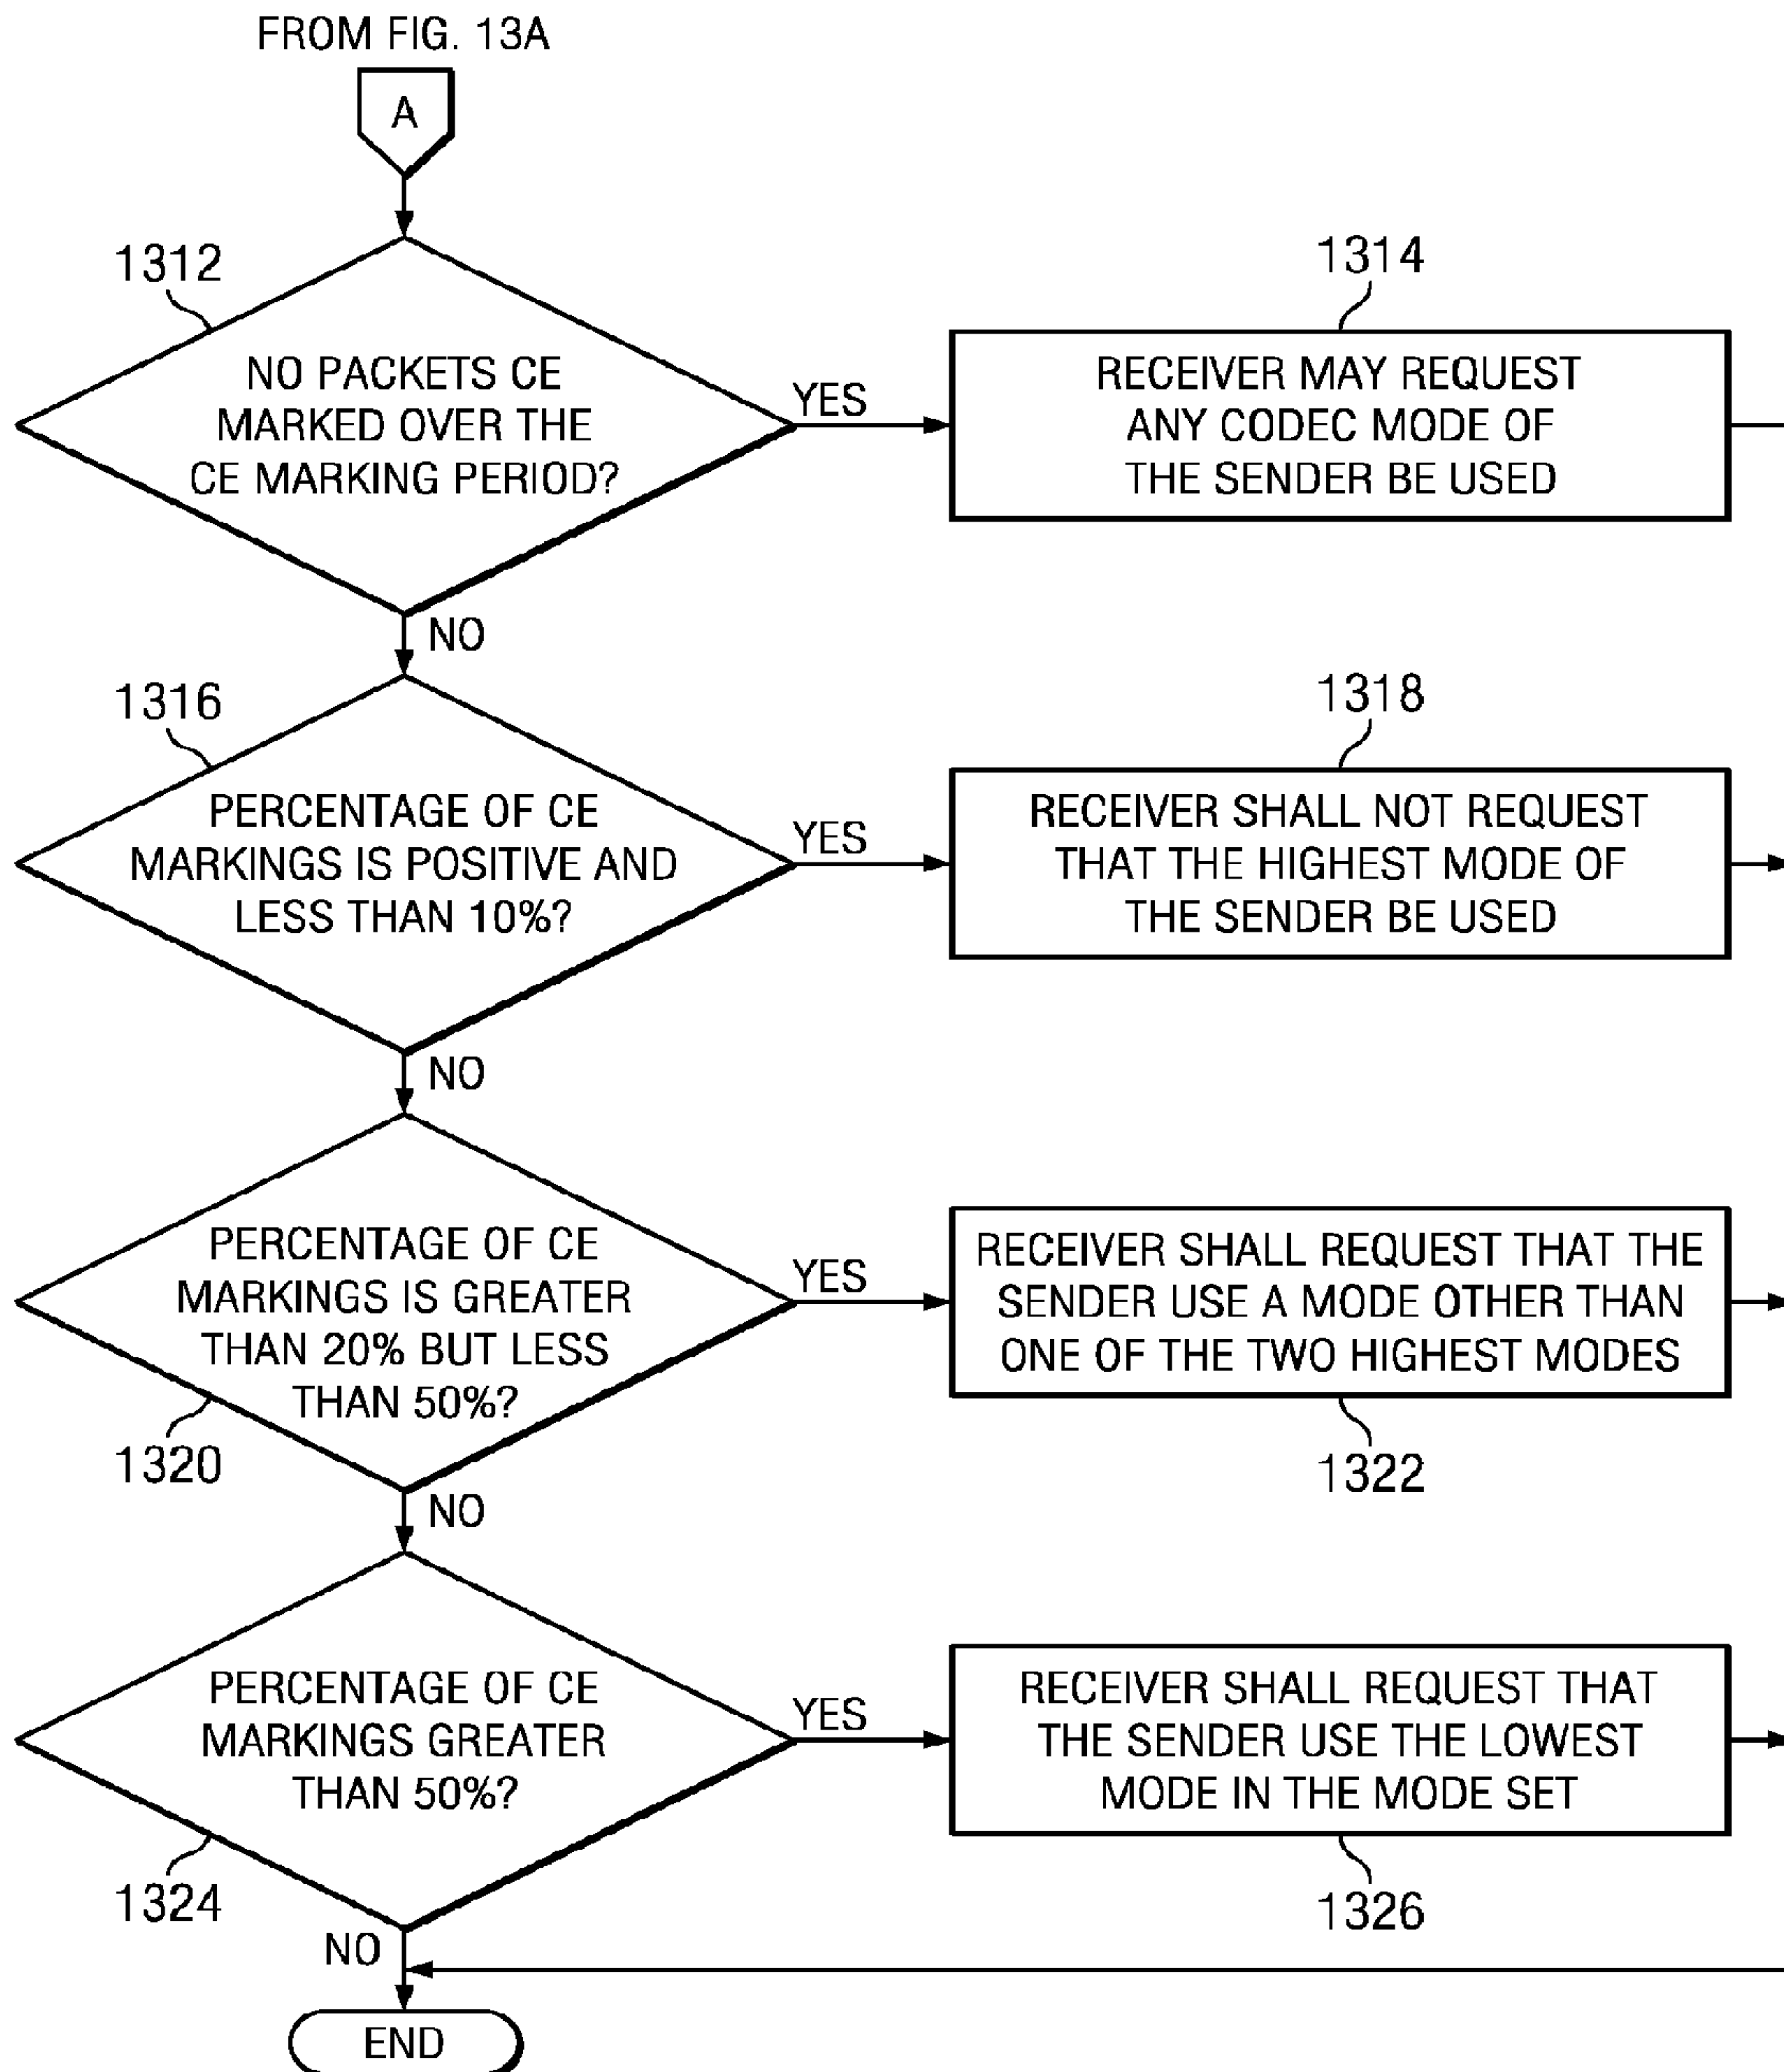 FROM FIG. 13A
A
1312
NO PACKETS CE
MARKED OVER THE
CE MARKING PERIOD?
YES
1314
RECEIVER MAY REQUEST
ANY CODEC MODE OF
THE SENDER BE USED
NO
1316
PERCENTAGE OF CE
MARKINGS IS POSITIVE AND
LESS THAN 10%?
YES
1318
RECEIVER SHALL NOT REQUEST
THAT THE HIGHEST MODE OF
THE SENDER BE USED
NO
PERCENTAGE OF CE
MARKINGS IS GREATER
THAN 20% BUT LESS
THAN 50%?
1320
YES
RECEIVER SHALL REQUEST THAT THE
SENDER USE A MODE OTHER THAN
ONE OF THE TWO HIGHEST MODES
1322
NO
PERCENTAGE OF CE
MARKINGS GREATER
THAN 50%?
1324
YES
RECEIVER SHALL REQUEST THAT
THE SENDER USE THE LOWEST
MODE IN THE MODE SET
1326
NO
END